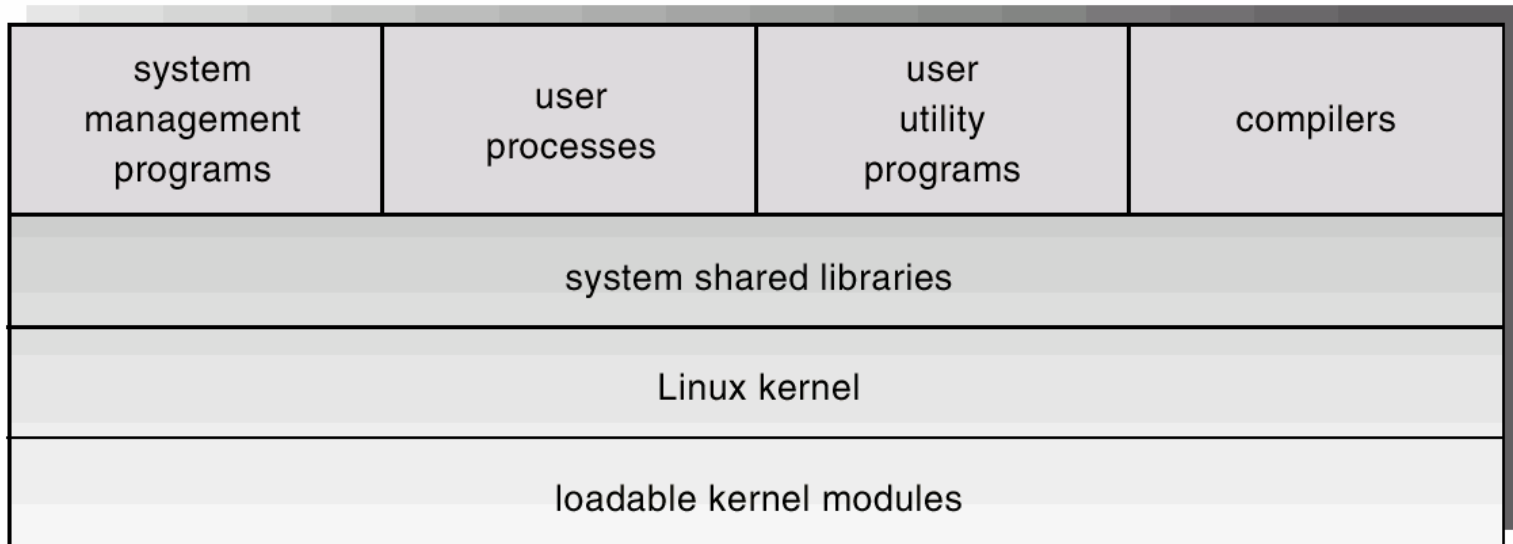 system
management
programs
user
processes
user
utility
programs
compilers
system shared libraries
Linux kernel
loadable kernel modules